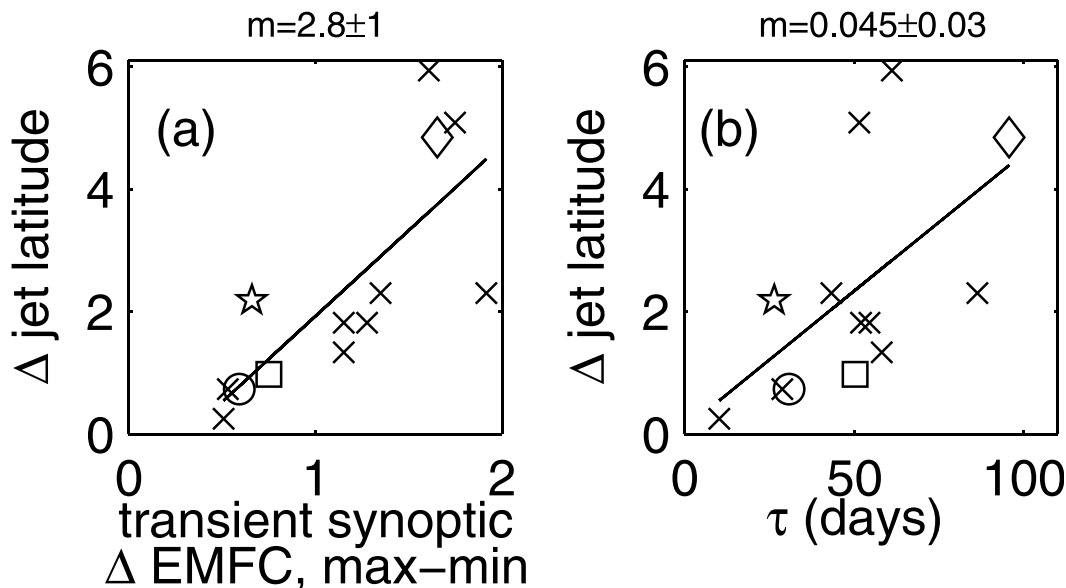 m=2.8±1
(a)
Δ jet latitude
6
4
2
0
0 1 2
transient synoptic
Δ EMFC, max−min
m=0.045±0.03
(b)
Δ jet latitude
6
4
2
0
0 50 100
τ (days)